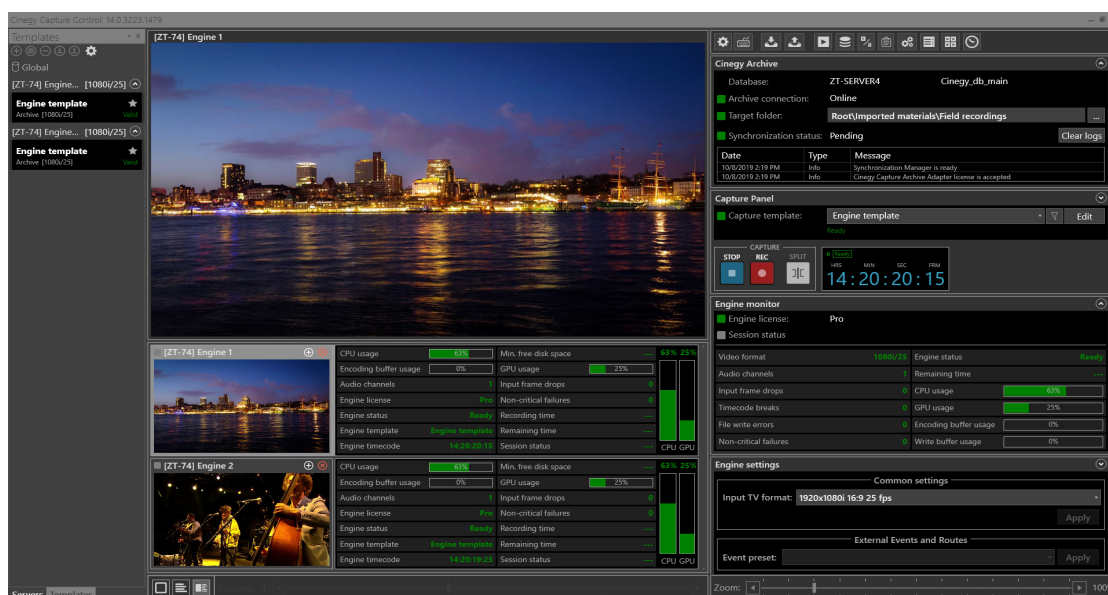 Cinegy Capture Control: 14.0.3223.1479
Templates
Global
[ZT-74] Engine... [1080i/25]
Engine template
Archive [1080i/25] Valid
[ZT-74] Engine... [1080i/25]
Engine template
Archive [1080i/25] Valid
Servers Templates
[ZT-74] Engine 1
[ZT-74] Engine 1
CPU usage 63% Min. free disk space --- 63% 25%
Encoding buffer usage 0% GPU usage 25%
Audio channels 1 Input frame drops 0
Engine license Pro Non-critical failures 0
Engine status Ready Recording time ---
Engine template Engine template Remaining time ---
Engine timecode 14:20:20:15 Session status --- CPU GPU
[ZT-74] Engine 2
CPU usage 63% Min. free disk space --- 63% 25%
Encoding buffer usage 0% GPU usage 25%
Audio channels 1 Input frame drops 0
Engine license Pro Non-critical failures 0
Engine status Ready Recording time ---
Engine template Engine template Remaining time ---
Engine timecode 14:20:19:23 Session status --- CPU GPU
Cinegy Archive
Database: ZT-SERVER4 Cinegy_db_main
Archive connection: Online
Target folder: Root\Imported materials\Field recordings ...
Synchronization status: Pending Clear logs
Date Type Message
10/8/2019 2:19 PM Info Synchronization Manager is ready
10/8/2019 2:19 PM Info Cinegy Capture Archive Adapter license is accepted
Capture Panel
Capture template: Engine template Edit
Ready
CAPTURE
STOP REC SPLIT
Ready
HRS MIN SEC FRM
14:20:20:15
Engine monitor
Engine license: Pro
Session status
Video format 1080i/25 Engine status Ready
Audio channels 1 Remaining time ---
Input frame drops 0 CPU usage 63%
Timecode breaks 0 GPU usage 25%
File write errors 0 Encoding buffer usage 0%
Non-critical failures 0 Write buffer usage 0%
Engine settings
Common settings
Input TV format: 1920x1080i 16:9 25 fps
Apply
External Events and Routes
Event preset: Apply
Zoom: 100